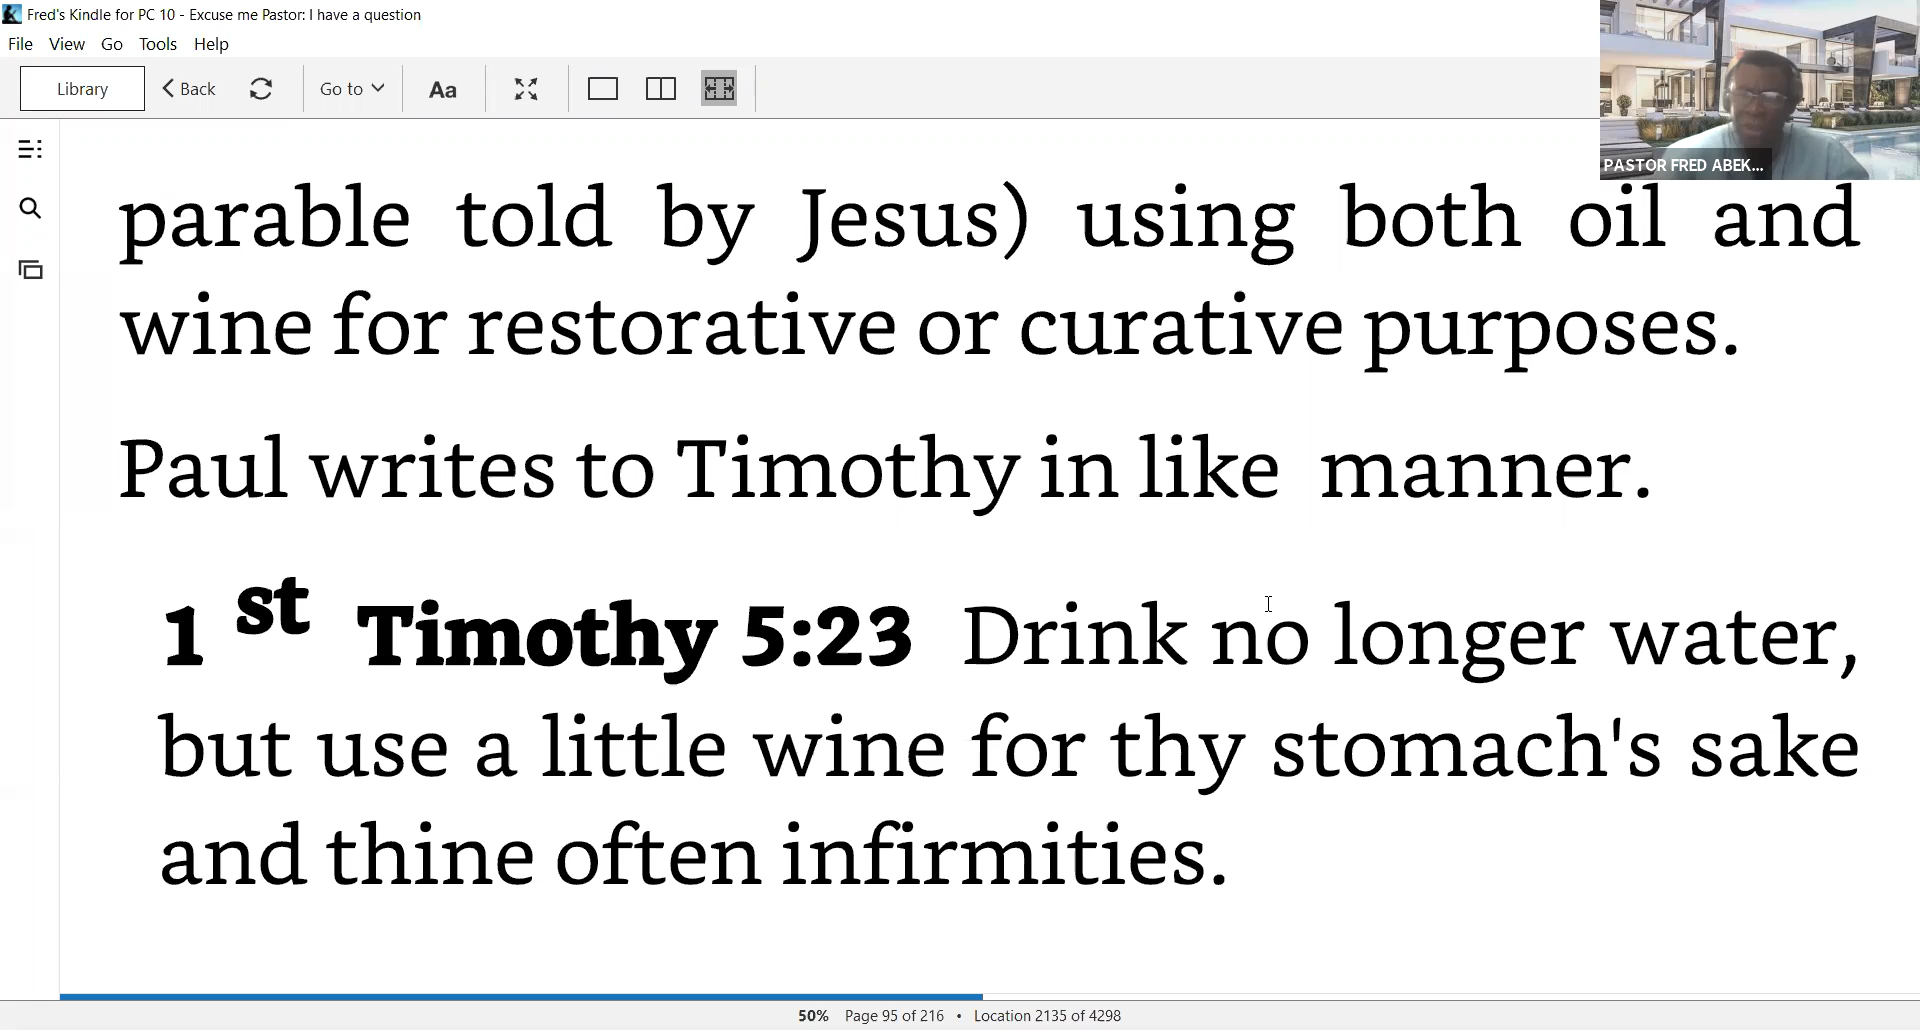 Fred's Kindle for PC 10 - Excuse me Pastor: I have a question
File View Go Tools Help
Library Back Go to Aa
PASTOR FRED ABEK...
parable told by Jesus) using both oil and
wine for restorative or curative purposes.
Paul writes to Timothy in like manner.
1 st Timothy 5:23 Drink no longer water,
but use a little wine for thy stomach's sake
and thine often infirmities.
50% Page 95 of 216 • Location 2135 of 4298